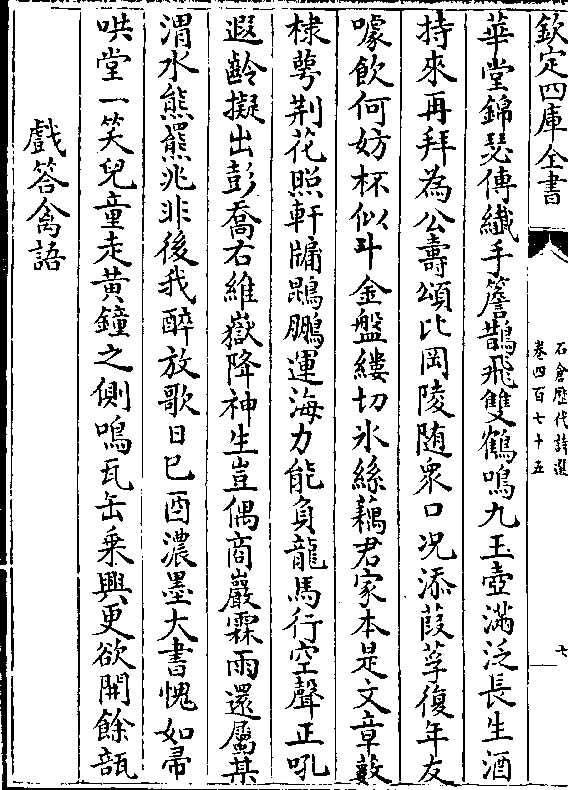 欽定四庫全書
石倉歷代詩選
卷四百七十五
七
華堂錦瑟傳纎手簷鵲飛雙鶴鳴九玉壺滿泛長生酒
持來再拜為公壽頌比岡陵随衆口况添葭莩復年友
噱飲何妨杯似斗金盤縷切氷絲藕君家本是文章藪
棣萼荆花照軒牖鵾鵬運海力能負龍馬行空聲正吼
遐齡擬出彭喬右維嶽降神生豈偶商巖霖雨還屬某
渭水熊羆兆非後我醉放歌日已酉濃墨大書愧如帚
哄堂一笑兒童走黄鐘之側鳴瓦缶乗興更欲開餘瓿
戲答禽語